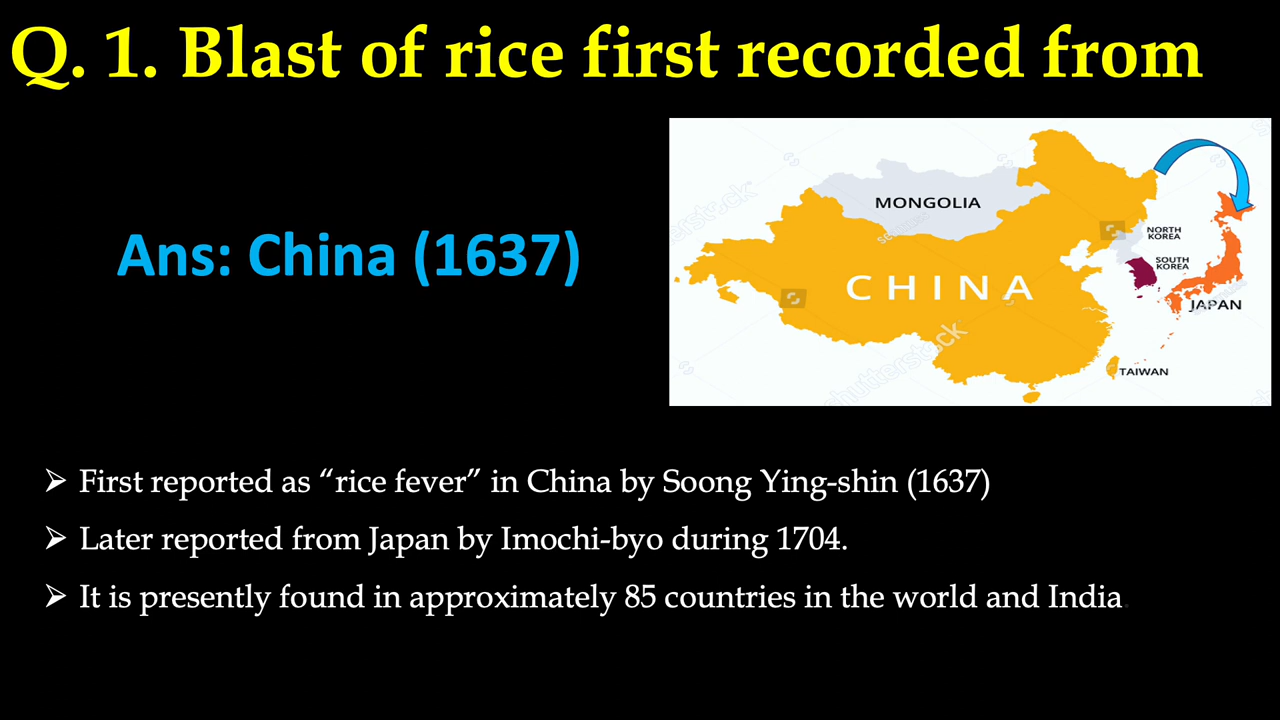 Q. 1. Blast of rice first recorded from
Ans: China (1637)
MONGOLIA
CHINA
NORTH
KOREA
SOUTH
KOREA
JAPAN
TAIWAN
shutterstock
➢ First reported as “rice fever” in China by Soong Ying-shin (1637)
➢ Later reported from Japan by Imochi-byo during 1704.
➢ It is presently found in approximately 85 countries in the world and India.